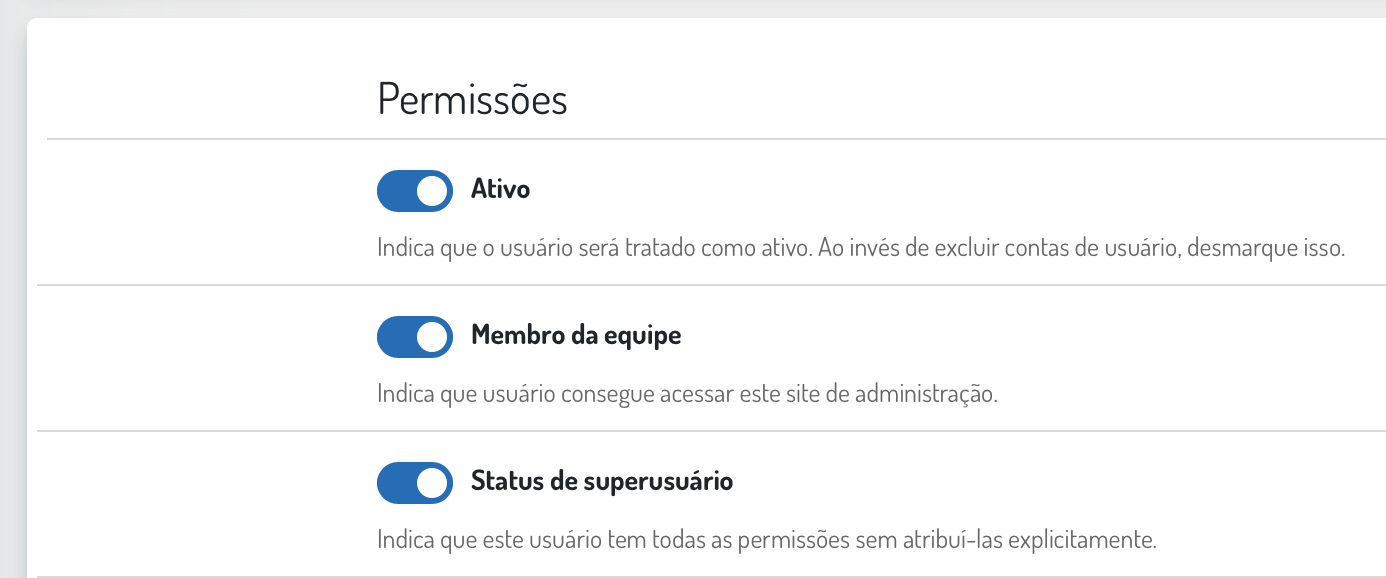 Permissões
Ativo
Indica que o usuário será tratado como ativo. Ao invés de excluir contas de usuário, desmarque isso.
Membro da equipe
Indica que usuário consegue acessar este site de administração.
Status de superusuário
Indica que este usuário tem todas as permissões sem atribuí-las explicitamente.